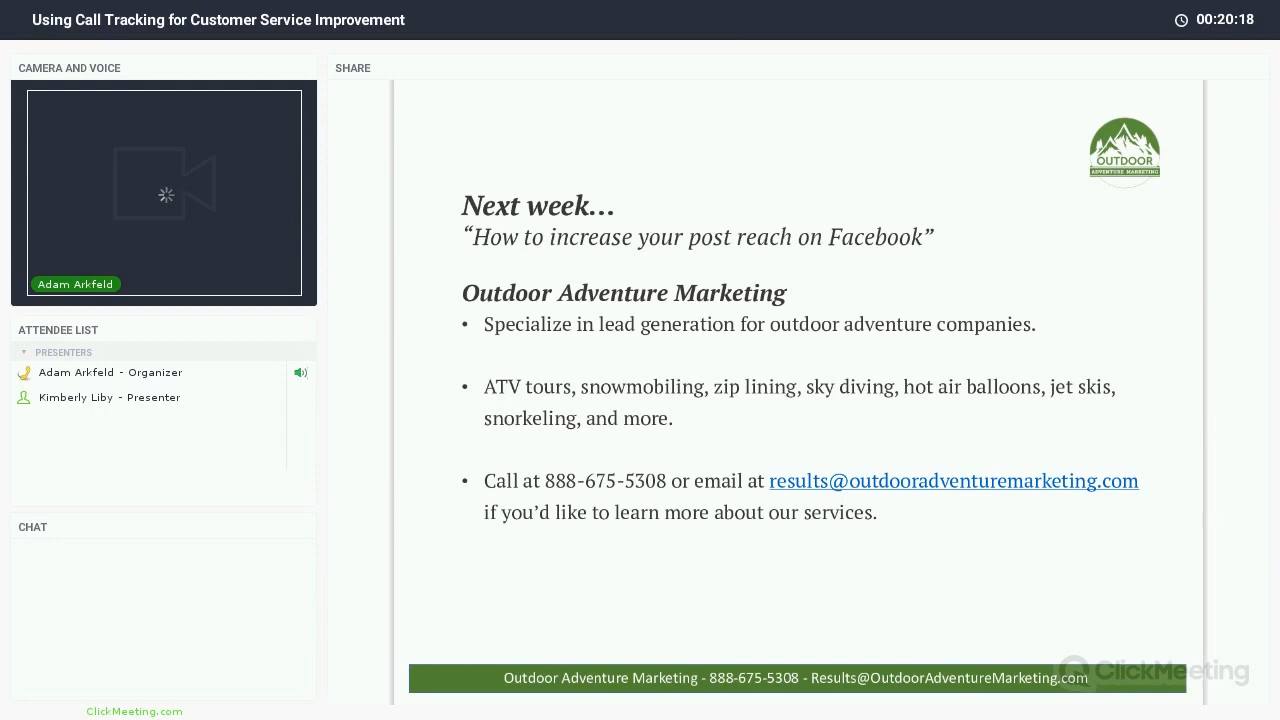 Using Call Tracking for Customer Service Improvement
00:20:18
CAMERA AND VOICE
Adam Arkfeld
ATTENDEE LIST
PRESENTERS
Adam Arkfeld - Organizer
Kimberly Liby - Presenter
CHAT
ClickMeeting.com
SHARE
OUTDOOR
ADVENTURE MARKETING
Next week...
“How to increase your post reach on Facebook”
Outdoor Adventure Marketing
• Specialize in lead generation for outdoor adventure companies.
• ATV tours, snowmobiling, zip lining, sky diving, hot air balloons, jet skis,
snorkeling, and more.
• Call at 888-675-5308 or email at results@outdooradventuremarketing.com
if you’d like to learn more about our services.
Outdoor Adventure Marketing - 888-675-5308 - Results@OutdoorAdventureMarketing.com
ClickMeeting